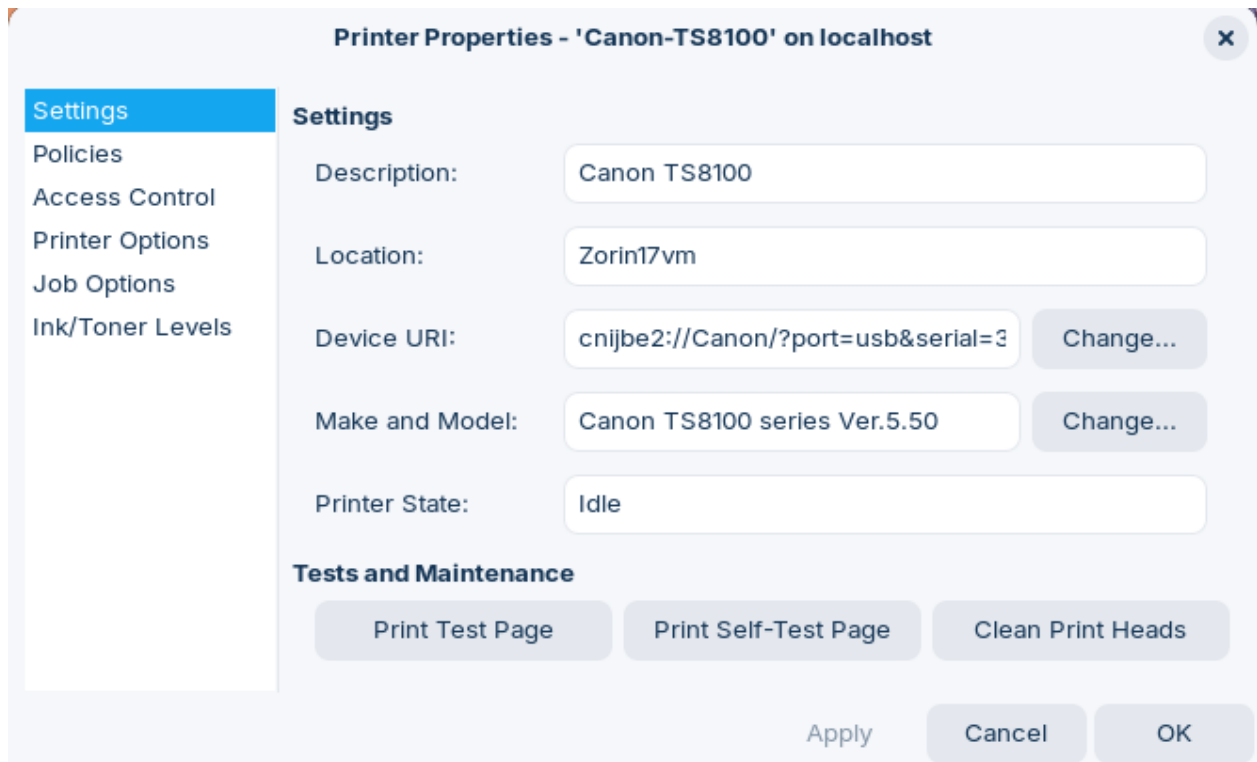 Printer Properties - 'Canon-TS8100' on localhost
Settings
Policies
Access Control
Printer Options
Job Options
Ink/Toner Levels
Settings
Description: Canon TS8100
Location: Zorin17vm
Device URI: cnijbe2://Canon/?port=usb&serial=3 Change...
Make and Model: Canon TS8100 series Ver.5.50 Change...
Printer State: Idle
Tests and Maintenance
Print Test Page Print Self-Test Page Clean Print Heads
Apply Cancel OK